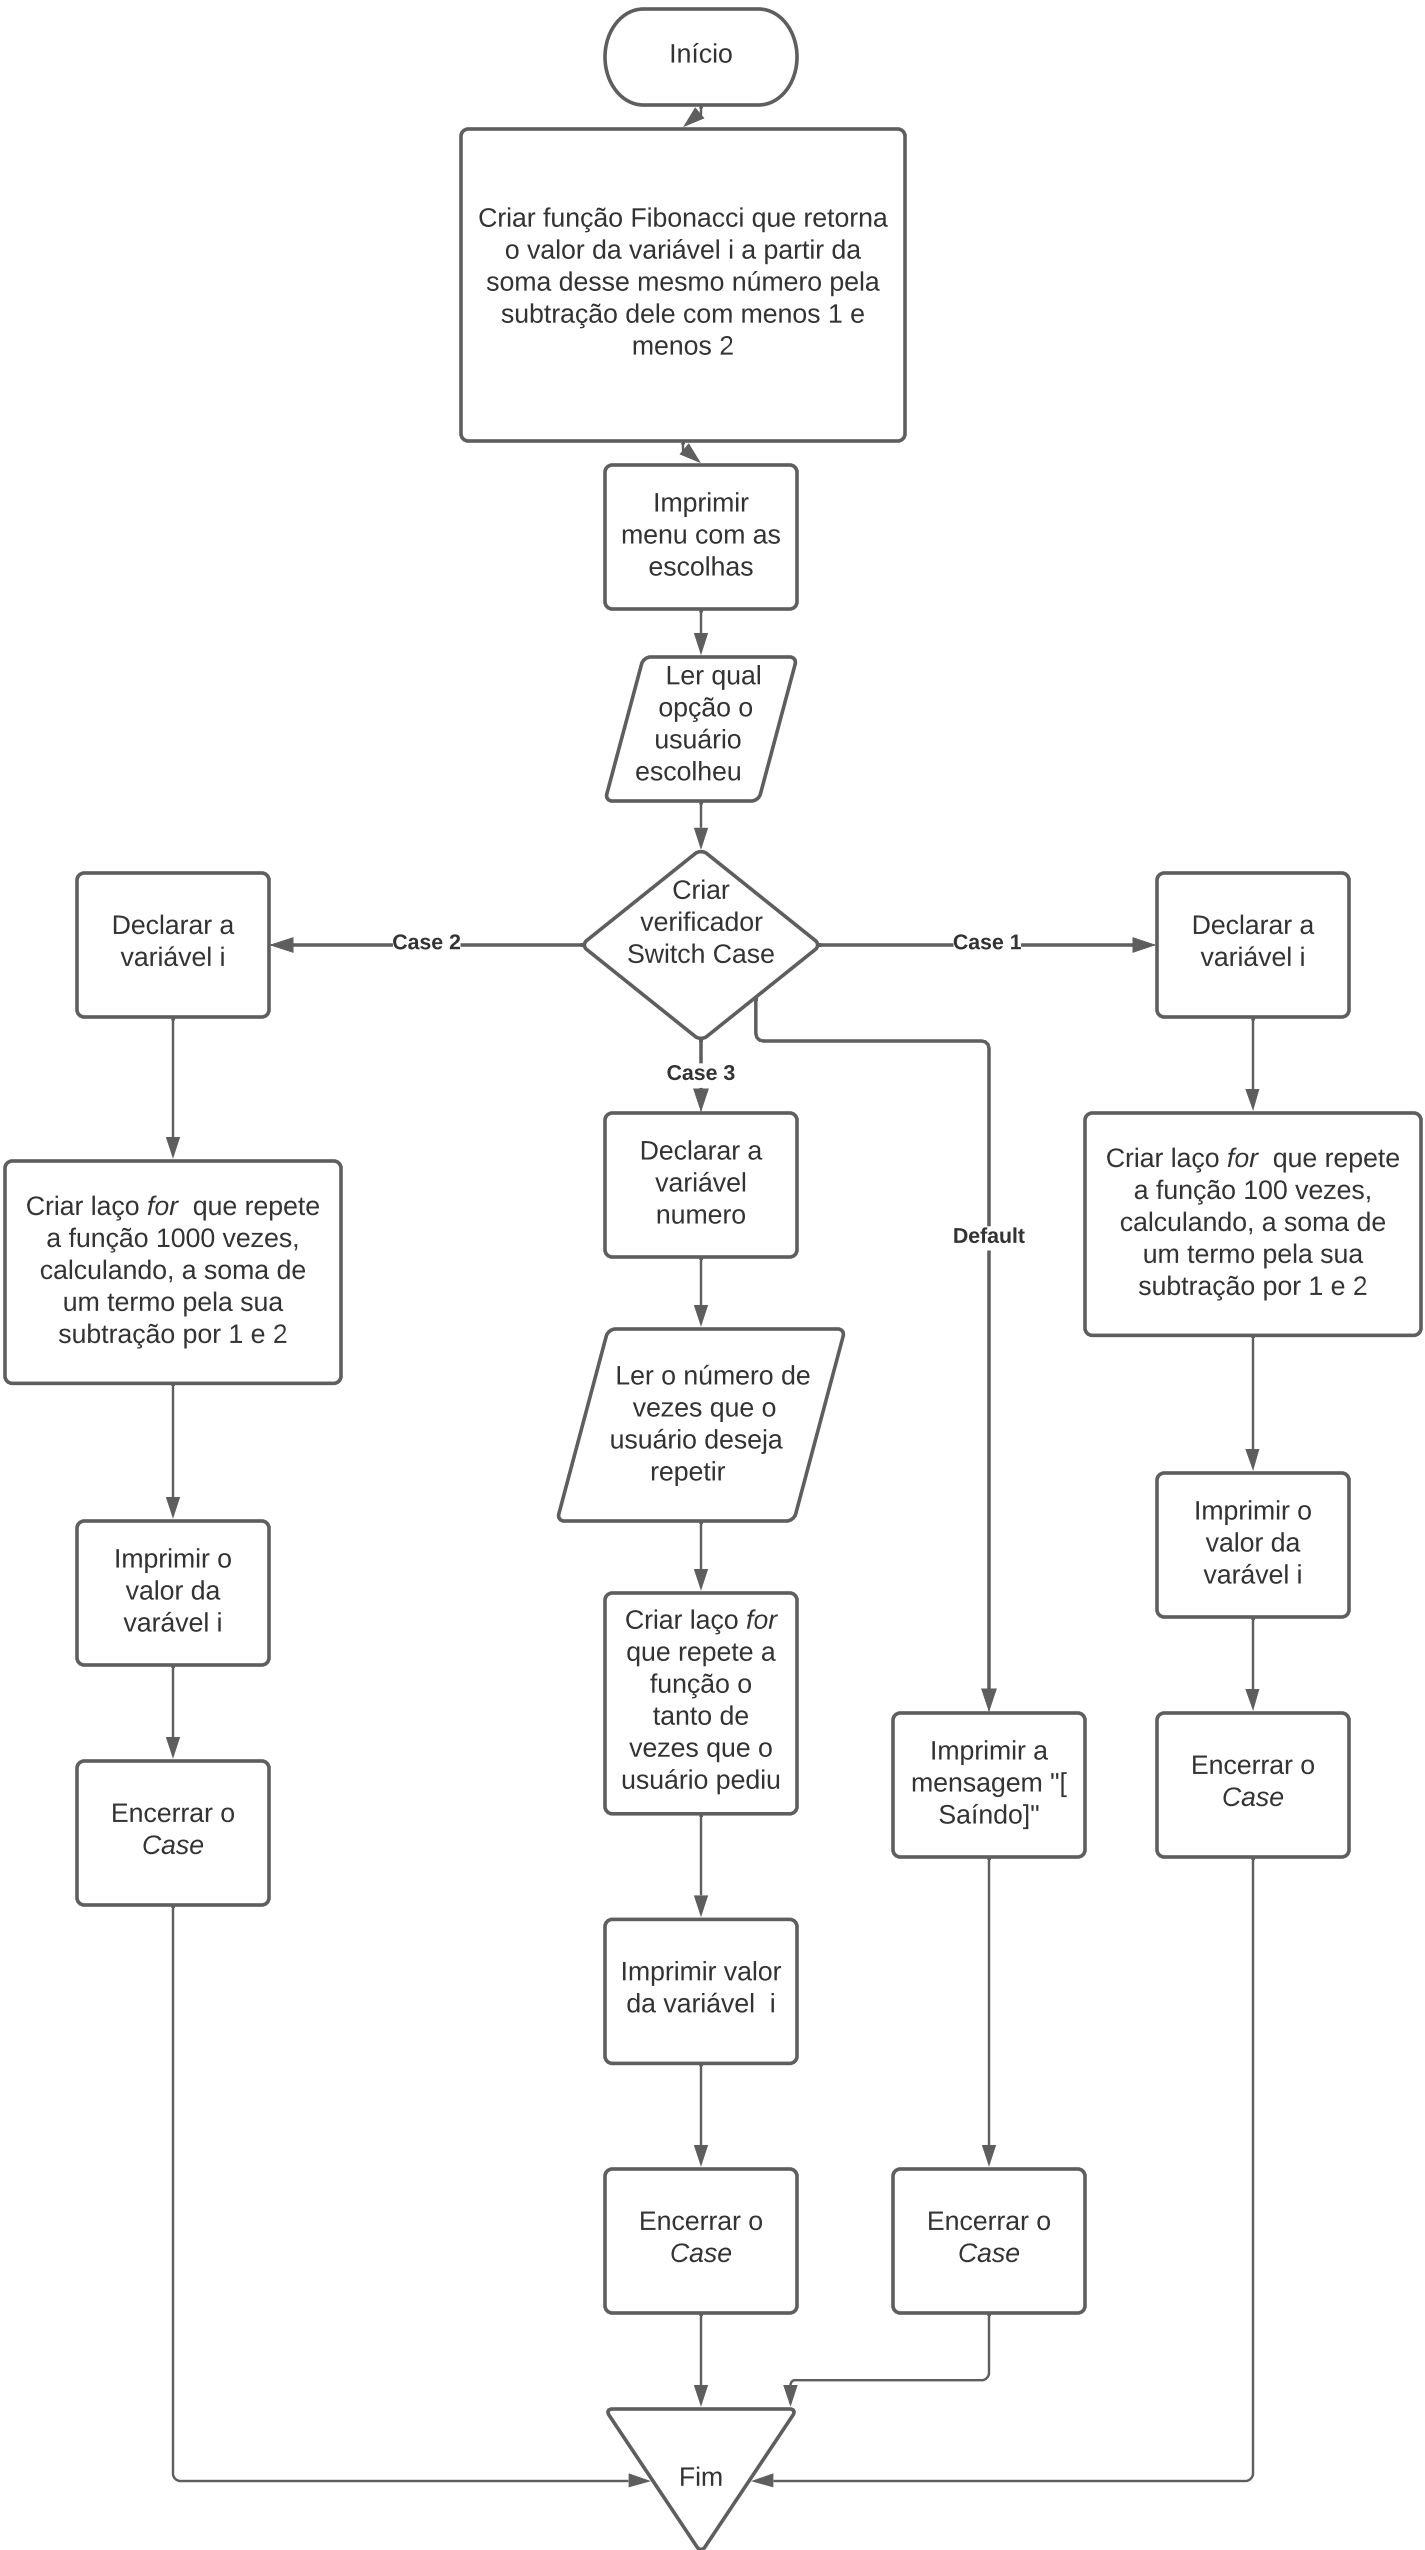 Início
Criar função Fibonacci que retorna
o valor da variável i a partir da
soma desse mesmo número pela
subtração dele com menos 1 e
menos 2
Imprimir
menu com as
escolhas
Ler qual
opção o
usuário
escolheu
Criar
verificador
Switch Case
Case 2
Case 1
Case 3
Default
Declarar a
variável i
Criar laço for  que repete
a função 1000 vezes,
calculando, a soma de
um termo pela sua
subtração por 1 e 2
Imprimir o
valor da
varável i
Encerrar o
Case
Declarar a
variável
numero
Ler o número de
vezes que o
usuário deseja
repetir
Criar laço for
que repete a
função o
tanto de
vezes que o
usuário pediu
Imprimir valor
da variável  i
Encerrar o
Case
Imprimir a
mensagem "[
Saíndo]"
Encerrar o
Case
Declarar a
variável i
Criar laço for  que repete
a função 100 vezes,
calculando, a soma de
um termo pela sua
subtração por 1 e 2
Imprimir o
valor da
varável i
Encerrar o
Case
Fim